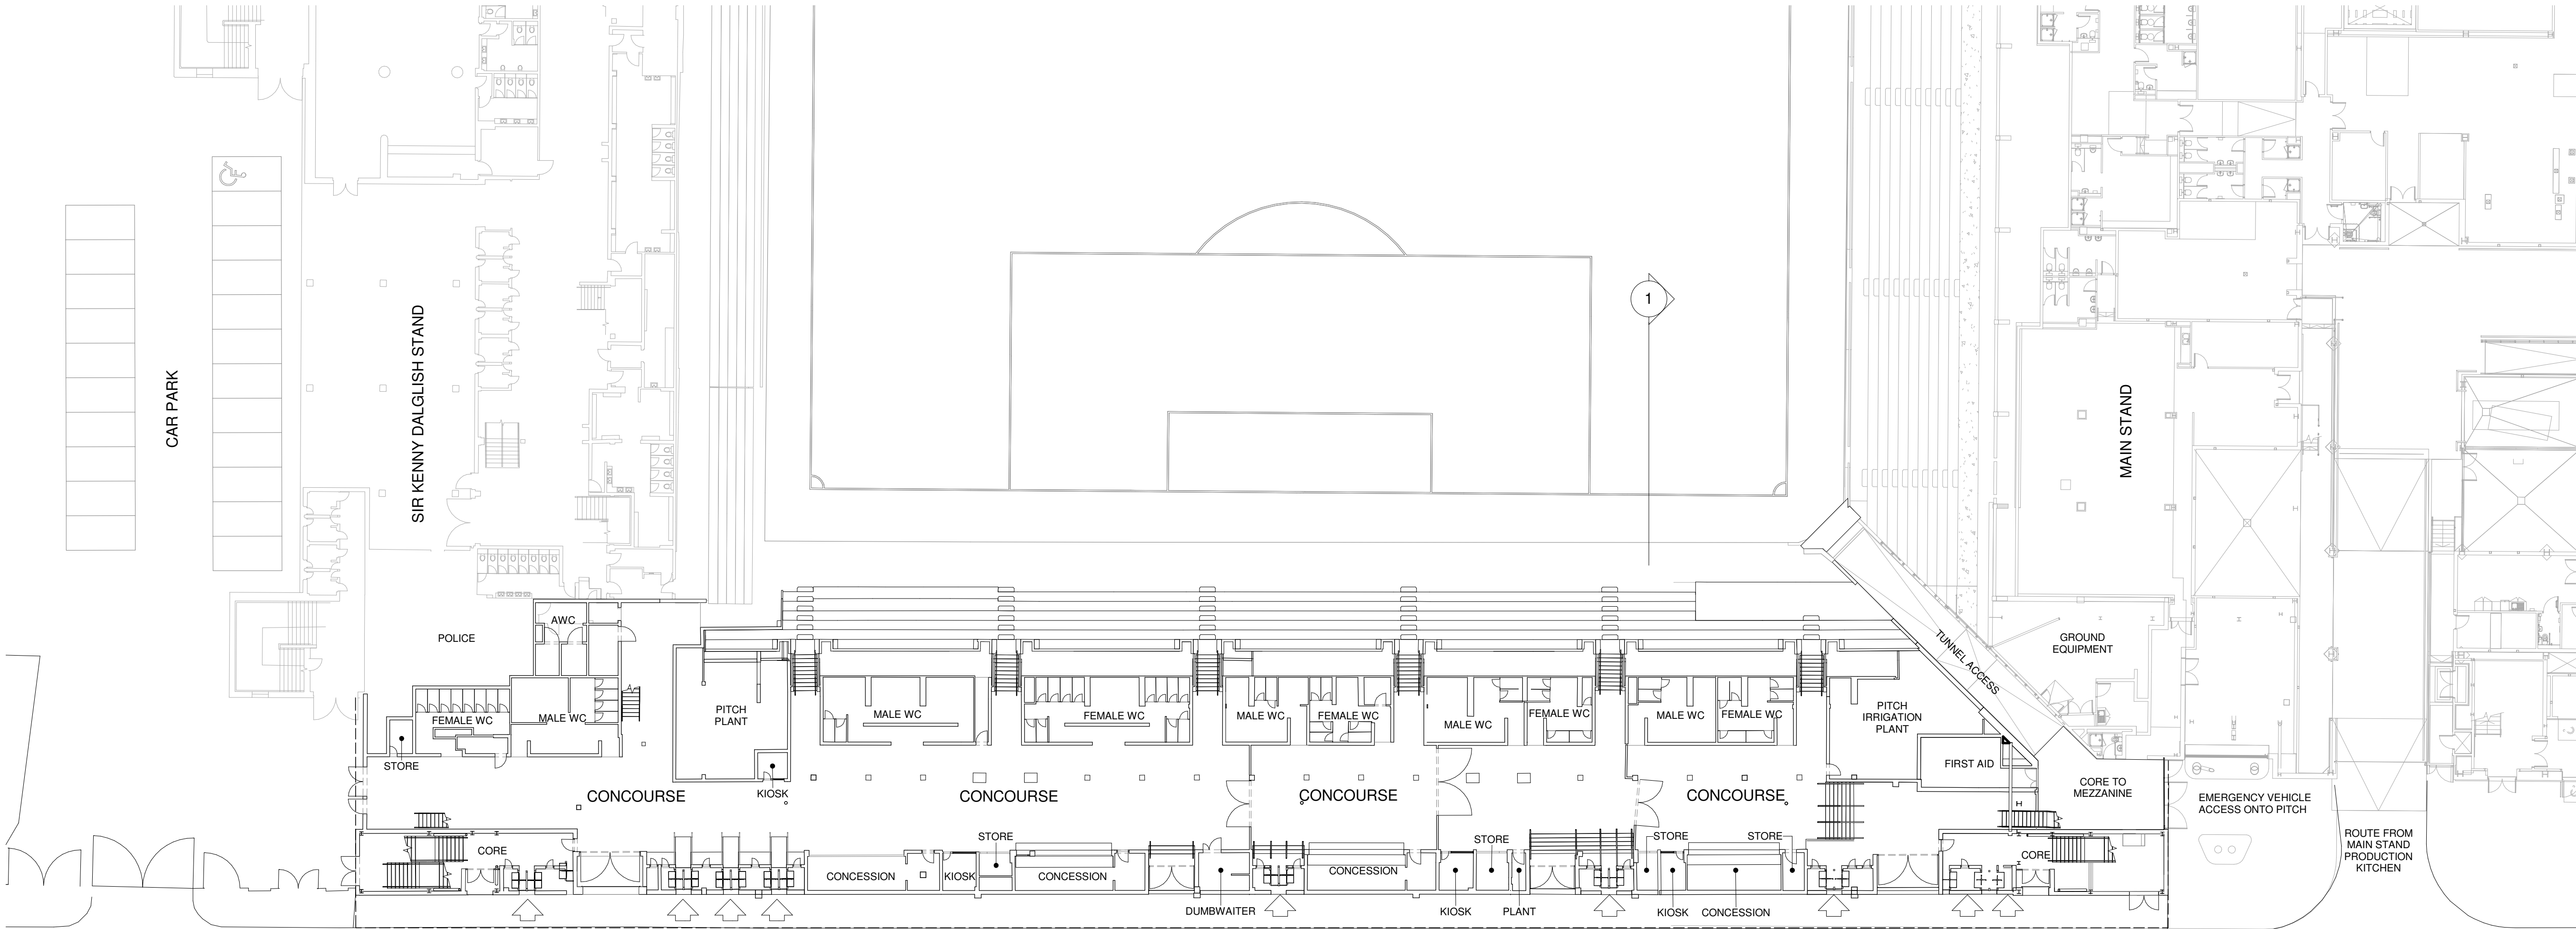 1
CAR PARK
SIR KENNY DALGLISH STAND
MAIN STAND
POLICE
AWC
TUNNEL ACCESS
GROUND
EQUIPMENT
FEMALE WC
MALE WC
STORE
PITCH
PLANT
KIOSK
MALE WC
FEMALE WC
MALE WC
FEMALE WC
MALE WC
FEMALE WC
MALE WC
FEMALE WC
PITCH
IRRIGATION
PLANT
FIRST AID
CORE TO
MEZZANINE
CONCOURSE
CONCOURSE
CONCOURSE
CONCOURSE
EMERGENCY VEHICLE
ACCESS ONTO PITCH
ROUTE FROM
MAIN STAND
PRODUCTION
KITCHEN
CORE
STORE
STORE
STORE
STORE
CORE
CONCESSION
KIOSK
CONCESSION
CONCESSION
DUMBWAITER
KIOSK
PLANT
KIOSK
CONCESSION